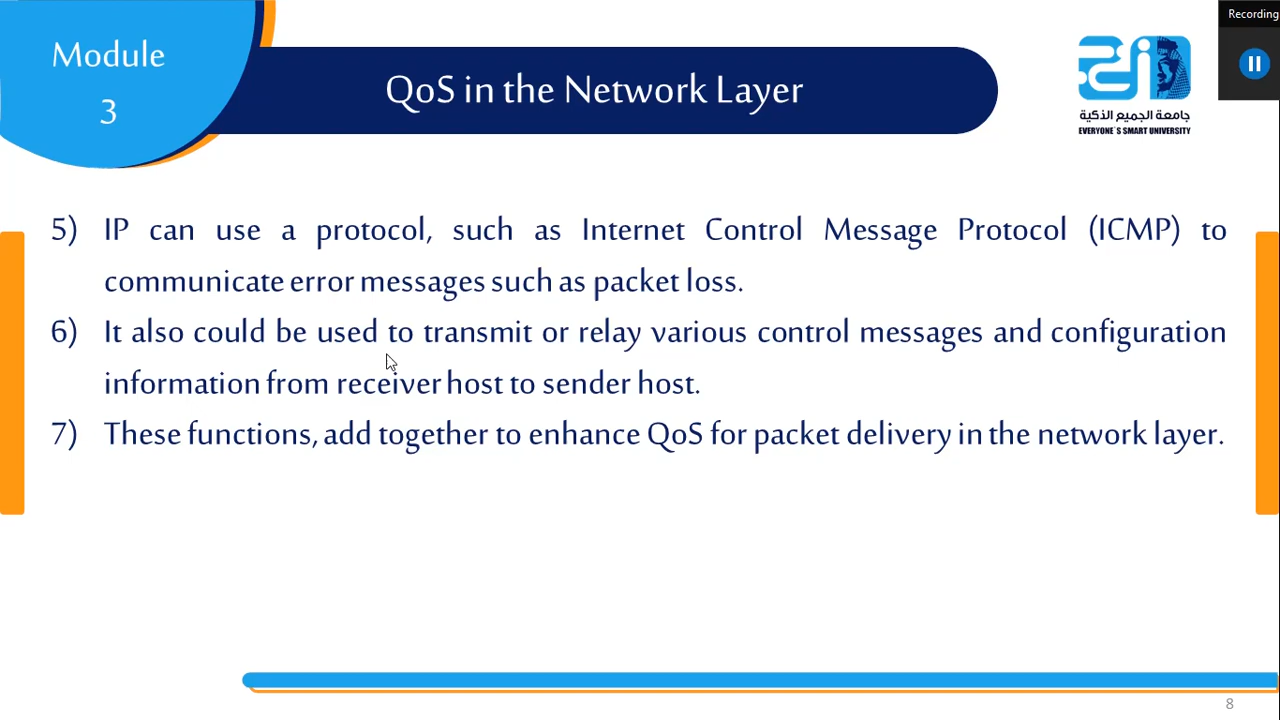 Recording
Module
3
QoS in the Network Layer
جامعة الجميع الذكية
EVERYONE`S SMART UNIVERSITY
5) IP can use a protocol, such as Internet Control Message Protocol (ICMP) to
communicate error messages such as packet loss.
6) It also could be used to transmit or relay various control messages and configuration
information from receiver host to sender host.
7) These functions, add together to enhance QoS for packet delivery in the network layer.
8